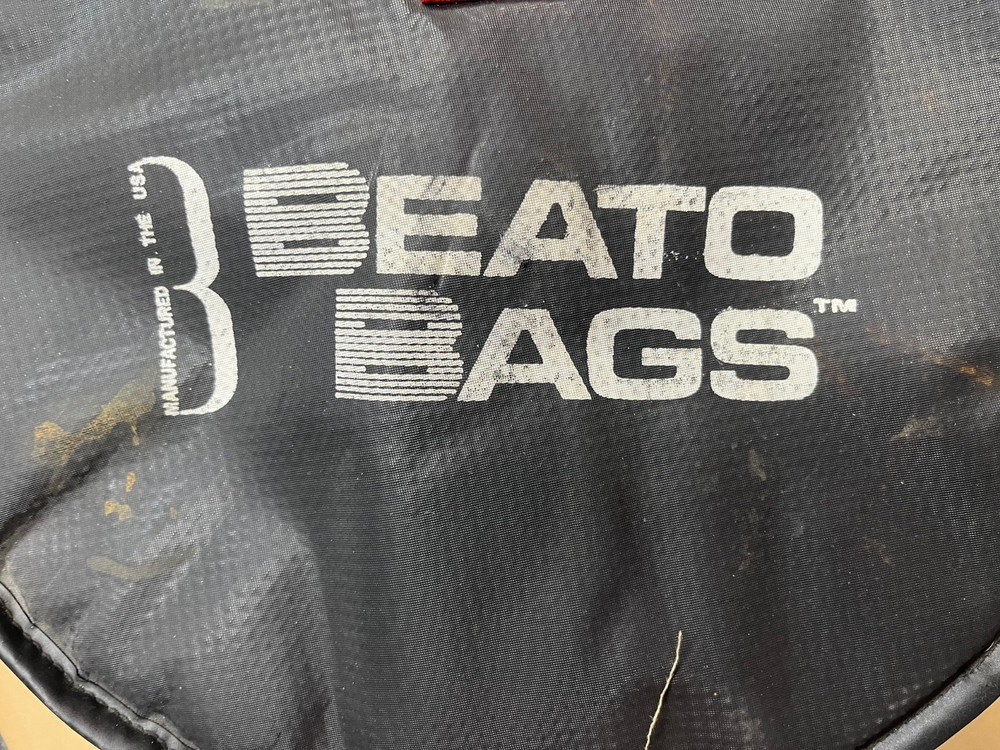 MANUFACTURED IN THE USA
BEATO
BAGS™